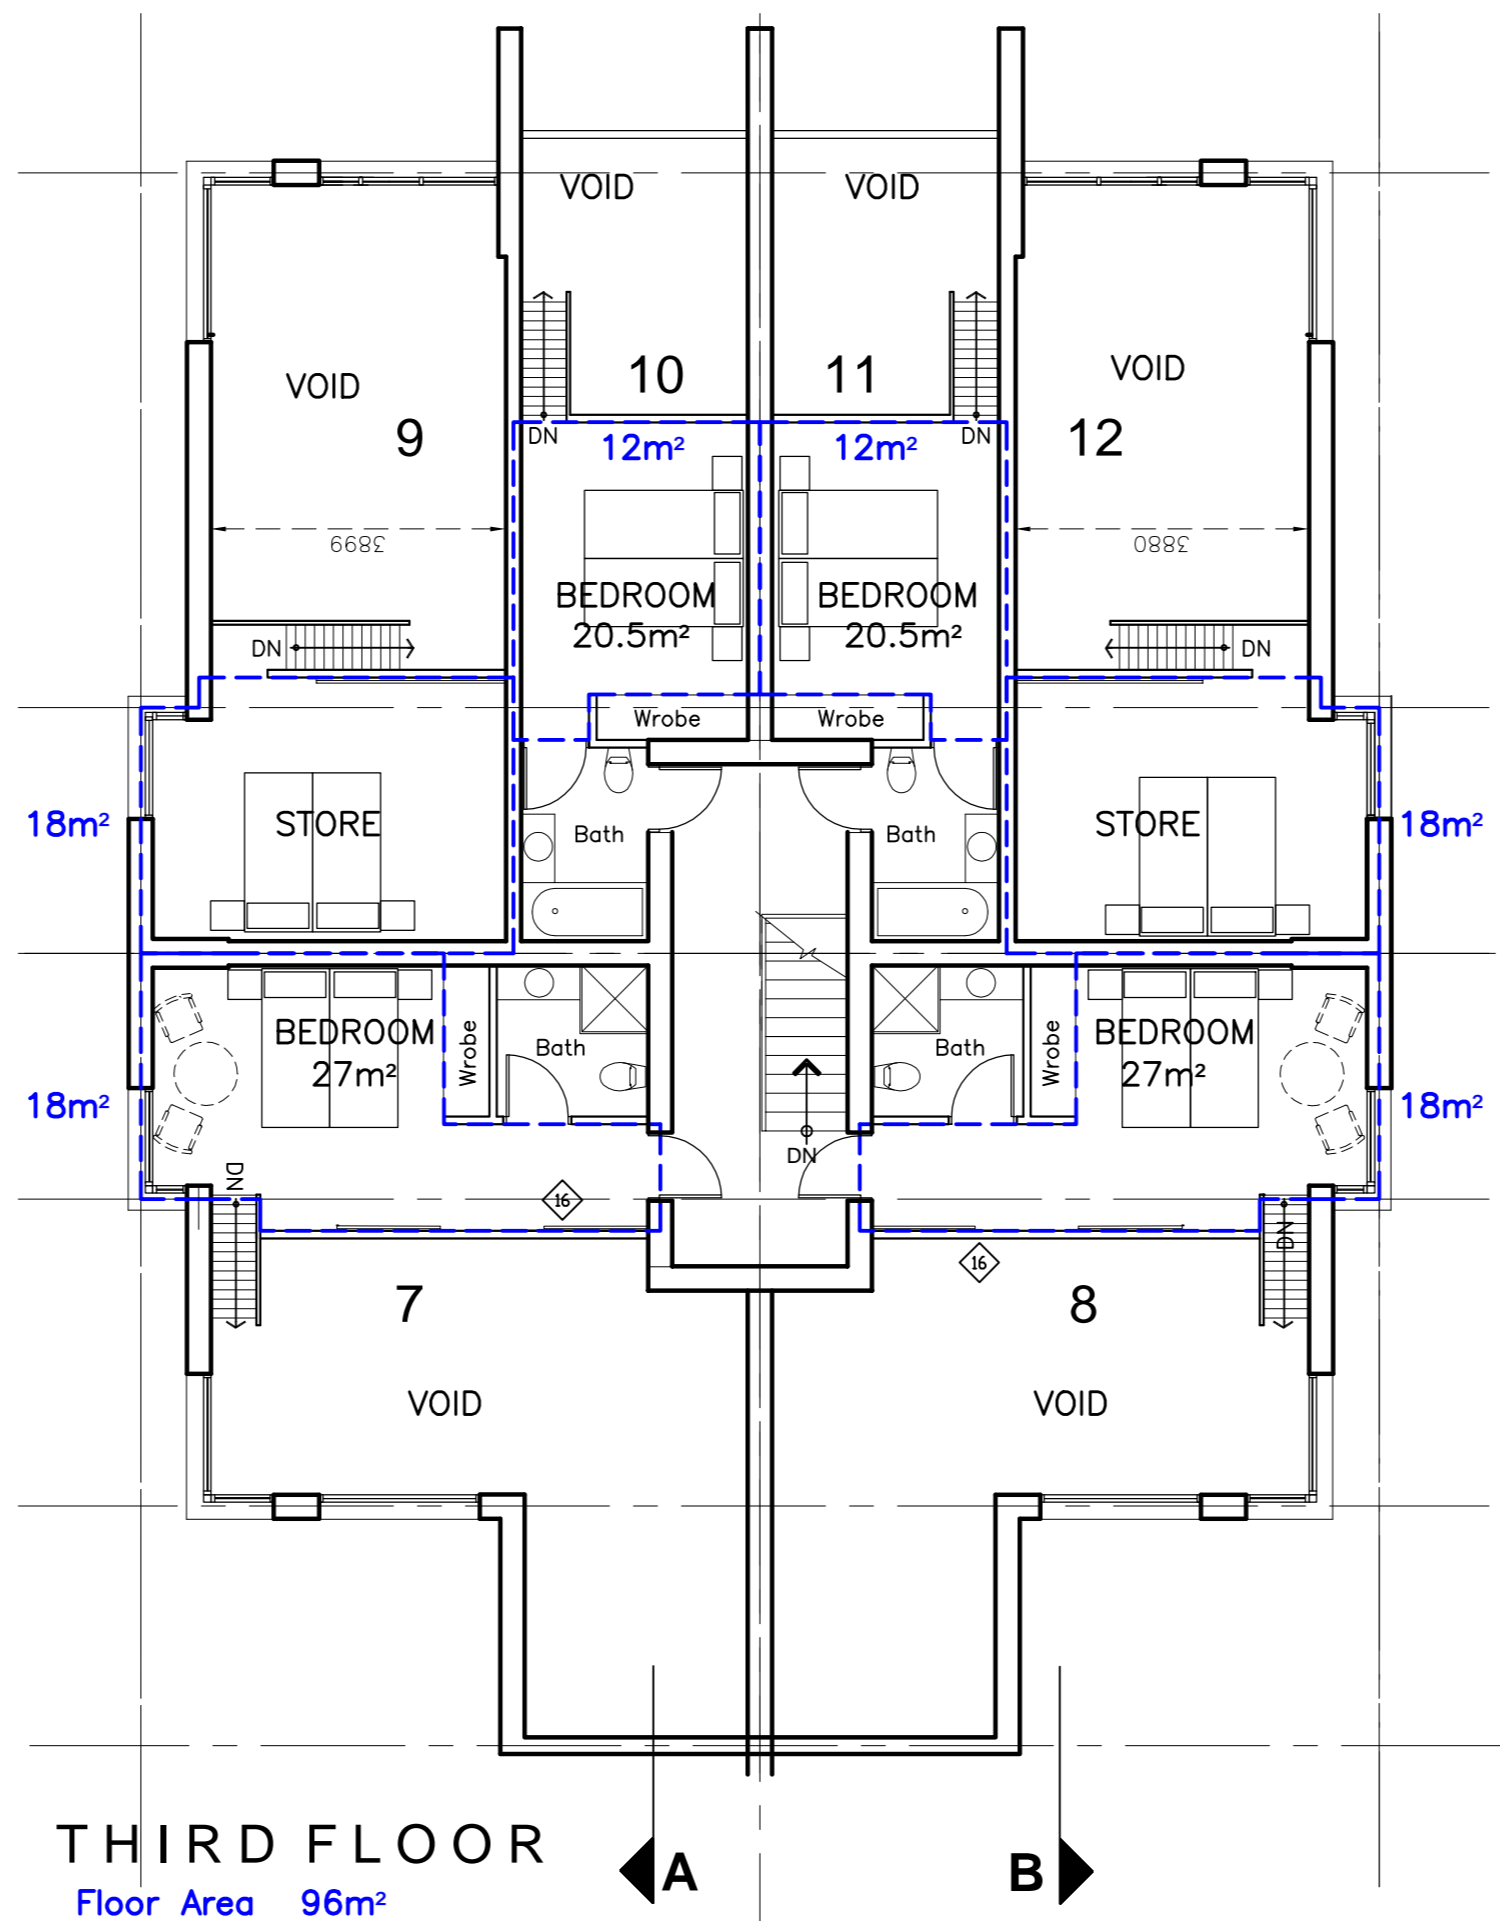 VOID
VOID
10
11
VOID
VOID
9
12
DN
DN
12m²
12m²
3899
3880
BEDROOM
20.5m²
BEDROOM
20.5m²
DN
DN
Wrobe
Wrobe
18m²
STORE
Bath
Bath
STORE
18m²
BEDROOM
27m²
Wrobe
Bath
Bath
Wrobe
BEDROOM
27m²
18m²
18m²
DN
DN
16
DN
16
7
8
VOID
VOID
THIRD FLOOR
A
B
Floor Area 96m²